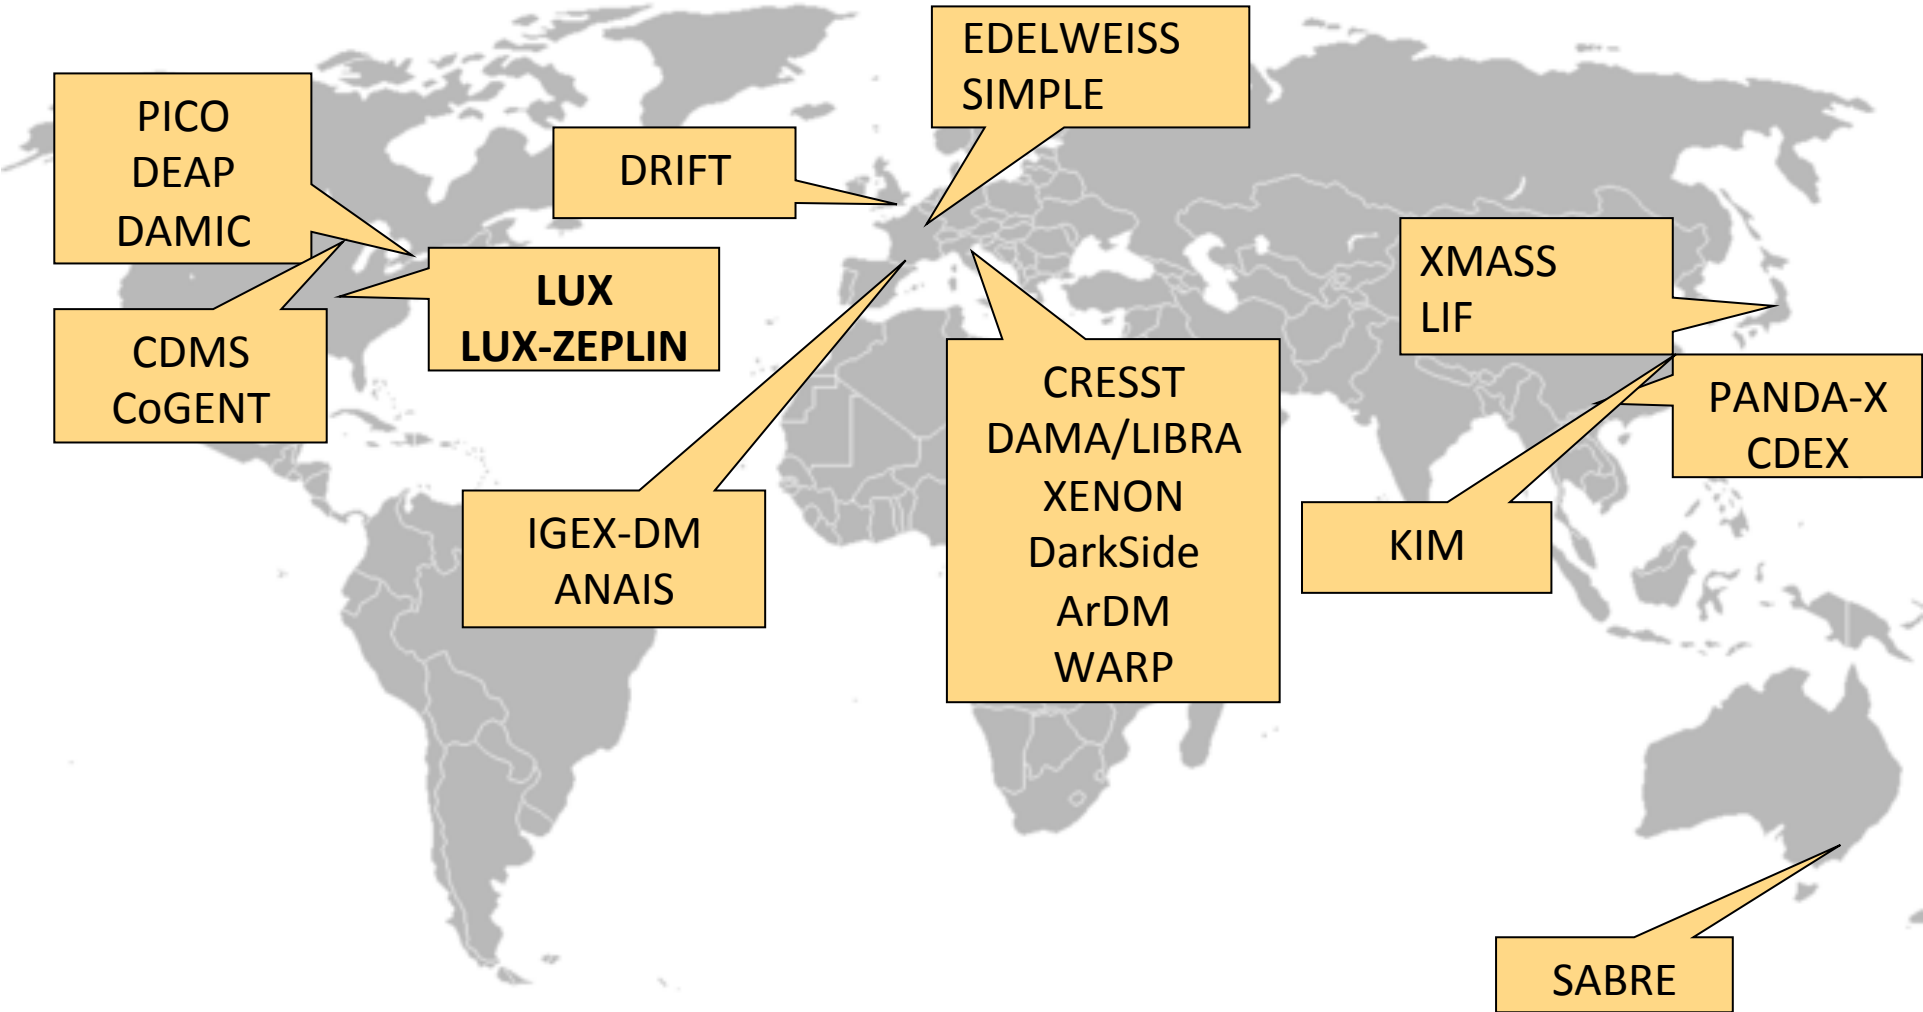 EDELWEISS
SIMPLE
PICO
DEAP
DAMIC
DRIFT
LUX
LUX-ZEPLIN
XMASS
LIF
CDMS
CoGENT
CRESST
DAMA/LIBRA
XENON
DarkSide
ArDM
WARP
PANDA-X
CDEX
IGEX-DM
ANAIS
KIM
SABRE